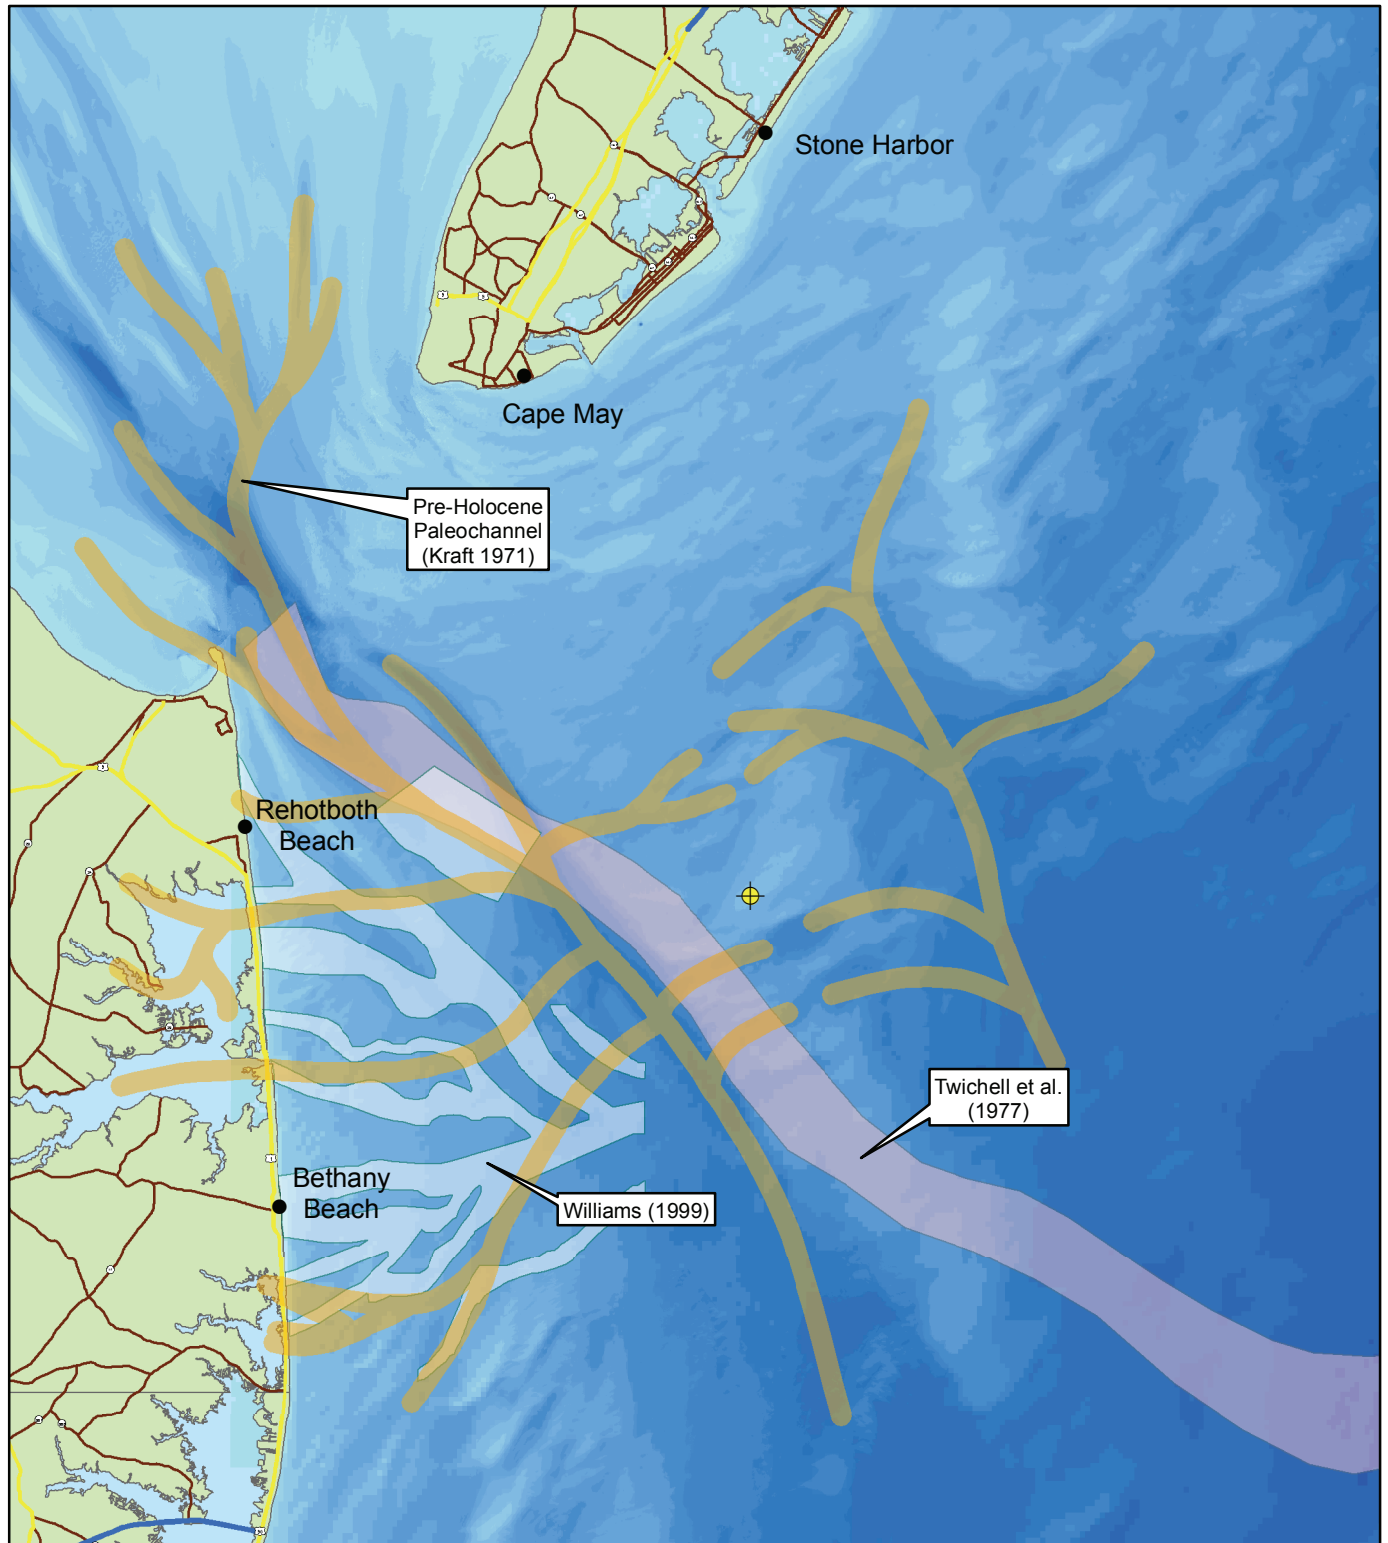 Stone Harbor
Cape May
Pre-Holocene
Paleochannel
(Kraft 1971)
Rehotboth
Beach
Twichell et al.
(1977)
Bethany
Beach
Williams (1999)